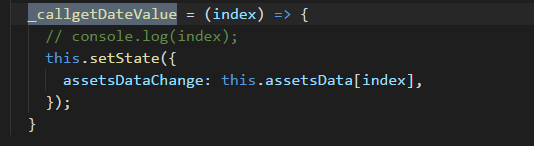 _callgetDateValue = (index) => {
// console.log(index);
this.setState({
assetsDataChange: this.assetsData[index],
});
}